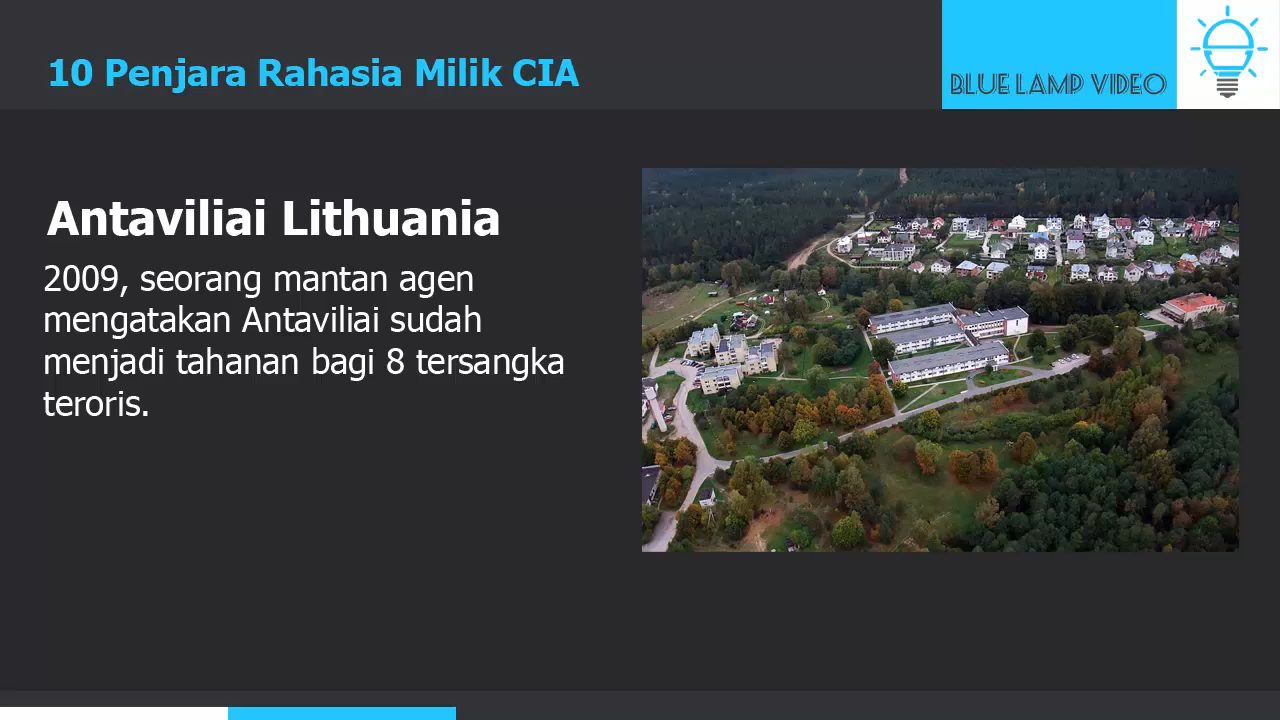 10 Penjara Rahasia Milik CIA
BLUE LAMP VIDEO
Antaviliai Lithuania
2009, seorang mantan agen
mengatakan Antaviliai sudah
menjadi tahanan bagi 8 tersangka
teroris.